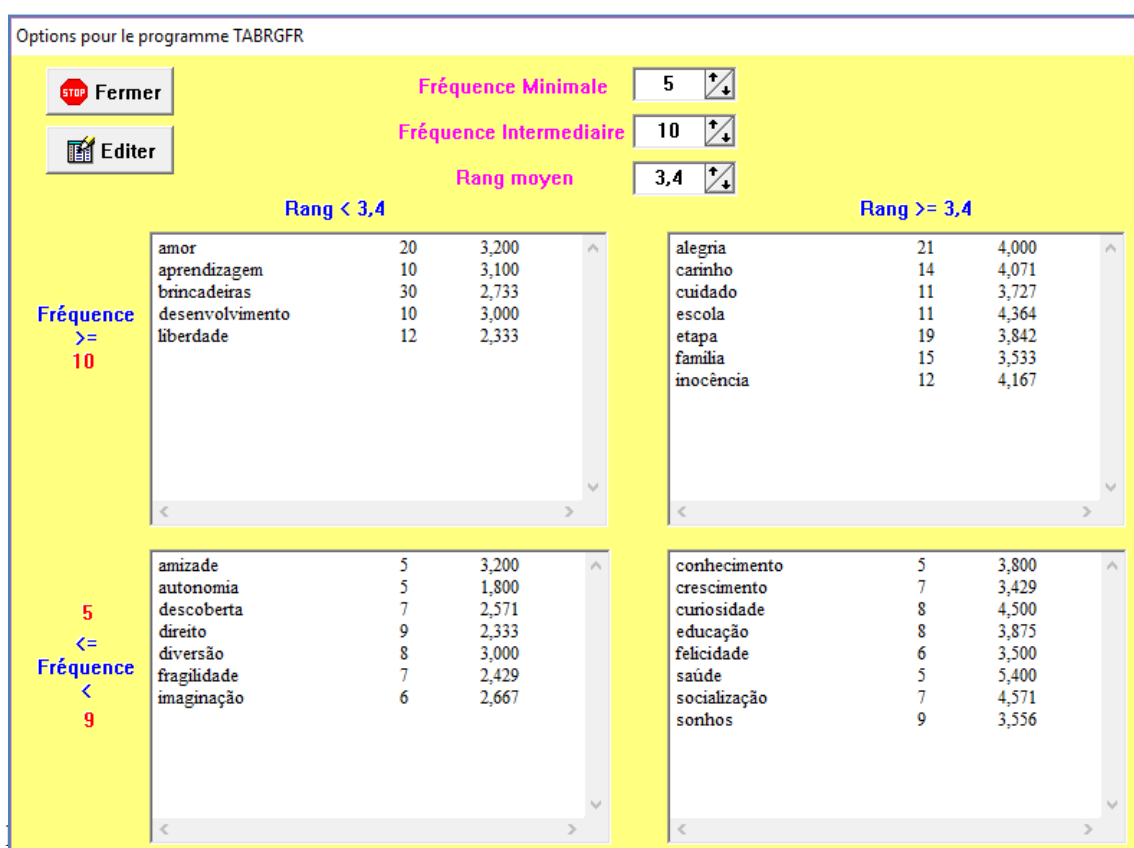 Options pour le programme TABRGFR
STOP Fermer
Editer
Fréquence Minimale 5
Fréquence Intermediaire 10
Rang moyen 3,4
Rang < 3,4
Rang >= 3,4
Fréquence
>=
10
amor 20 3,200
aprendizagem 10 3,100
brincadeiras 30 2,733
desenvolvimento 10 3,000
liberdade 12 2,333
alegria 21 4,000
carinho 14 4,071
cuidado 11 3,727
escola 11 4,364
etapa 19 3,842
família 15 3,533
inocência 12 4,167
5
<=
Fréquence
<
9
amizade 5 3,200
autonomia 5 1,800
descoberta 7 2,571
direito 9 2,333
diversão 8 3,000
fragilidade 7 2,429
imaginação 6 2,667
conhecimento 5 3,800
crescimento 7 3,429
curiosidade 8 4,500
educação 8 3,875
felicidade 6 3,500
saúde 5 5,400
socialização 7 4,571
sonhos 9 3,556